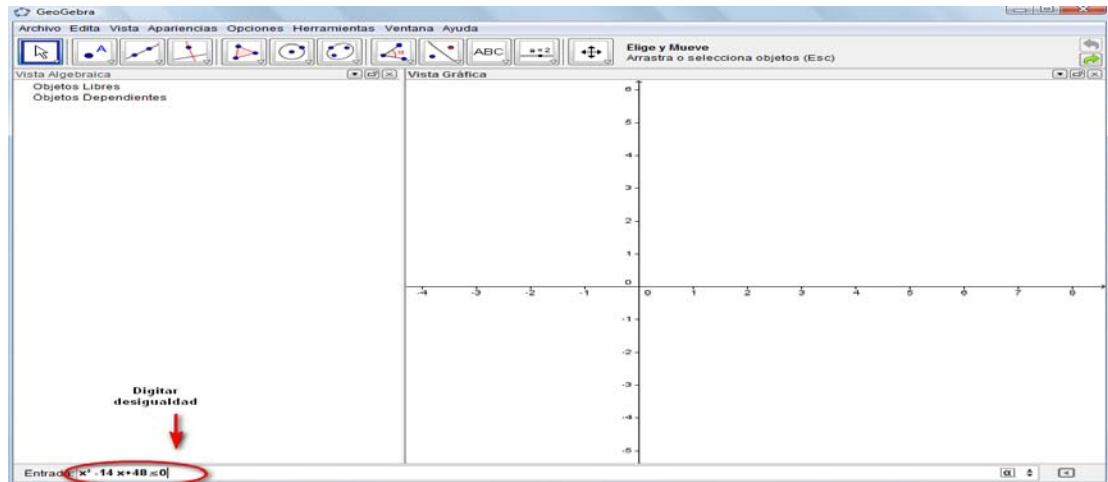 GeoGebra
Archivo Edita Vista Apariencias Opciones Herramientas Ventana Ayuda
ABC
a=2
Elige y Mueve
Arrastra o selecciona objetos (Esc)
Vista Algebraica
Vista Gráfica
Objetos Libres
Objetos Dependientes
6
5
4
3
2
1
0
-4 -3 -2 -1 0 1 2 3 4 5 6 7 8
-1
-2
-3
-4
-5
Digitar
desigualdad
Entrada: x² -14 x+48 ≤0
α